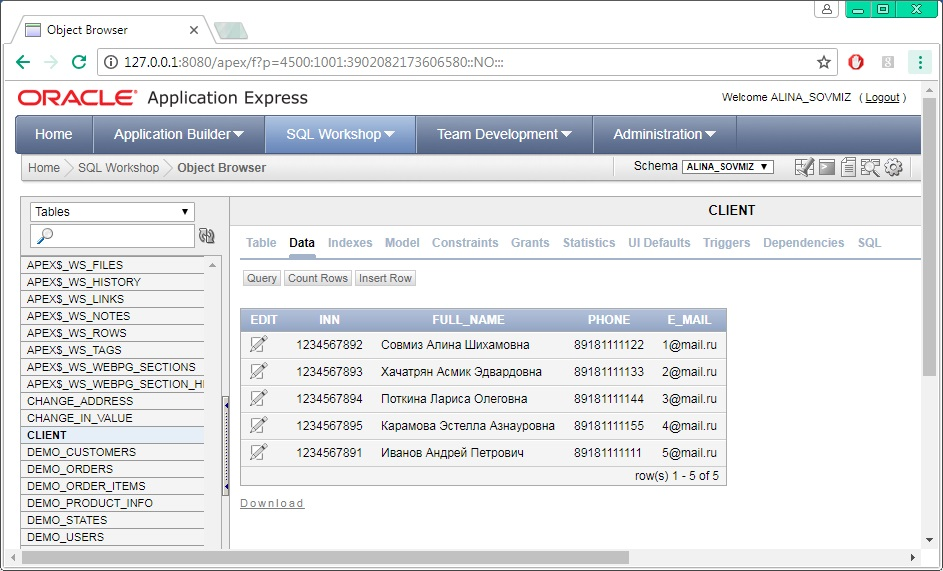 Object Browser
127.0.0.1:8080/apex/f?p=4500:1001:3902082173606580::NO:::
ORACLE Application Express
Welcome ALINA_SOVMIZ ( Logout )
Home Application Builder SQL Workshop Team Development Administration
Home SQL Workshop Object Browser
Schema ALINA_SOVMIZ
Tables
APEX$_WS_FILES
APEX$_WS_HISTORY
APEX$_WS_LINKS
APEX$_WS_NOTES
APEX$_WS_ROWS
APEX$_WS_TAGS
APEX$_WS_WEBPG_SECTIONS
APEX$_WS_WEBPG_SECTION_HI
CHANGE_ADDRESS
CHANGE_IN_VALUE
CLIENT
DEMO_CUSTOMERS
DEMO_ORDERS
DEMO_ORDER_ITEMS
DEMO_PRODUCT_INFO
DEMO_STATES
DEMO_USERS
CLIENT
Table Data Indexes Model Constraints Grants Statistics UI Defaults Triggers Dependencies SQL
Query Count Rows Insert Row
EDIT INN FULL_NAME PHONE E_MAIL
1234567892 Совмиз Алина Шихамовна 89181111122 1@mail.ru
1234567893 Хачатрян Асмик Эдвардовна 89181111133 2@mail.ru
1234567894 Поткина Лариса Олеговна 89181111144 3@mail.ru
1234567895 Карамова Эстелла Азнауровна 89181111155 4@mail.ru
1234567891 Иванов Андрей Петрович 89181111111 5@mail.ru
row(s) 1 - 5 of 5
Download